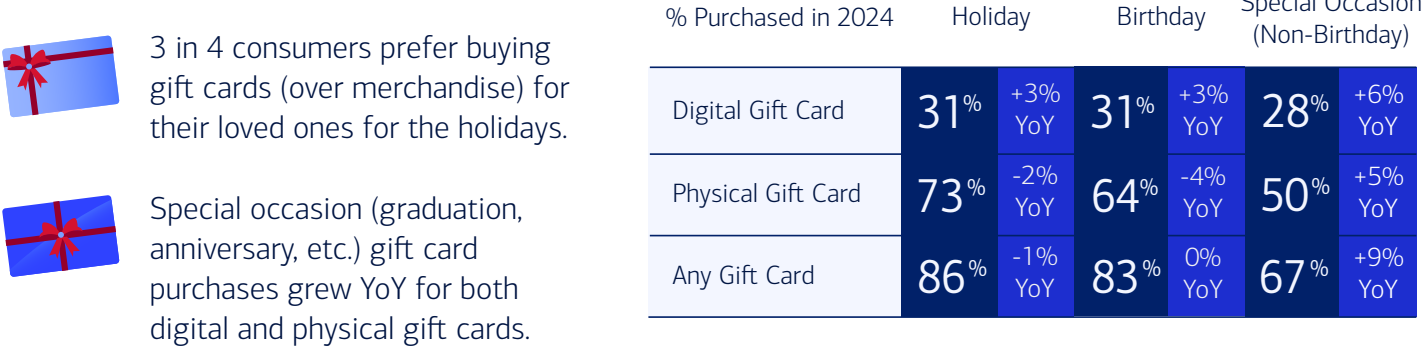 3 in 4 consumers prefer buying
gift cards (over merchandise) for
their loved ones for the holidays.
Special occasion (graduation,
anniversary, etc.) gift card
purchases grew YoY for both
digital and physical gift cards.
% Purchased in 2024 Holiday Birthday Special Occasion
(Non-Birthday)
Digital Gift Card 31% +3% YoY 31% +3% YoY 28% +6% YoY
Physical Gift Card 73% -2% YoY 64% -4% YoY 50% +5% YoY
Any Gift Card 86% -1% YoY 83% 0% YoY 67% +9% YoY